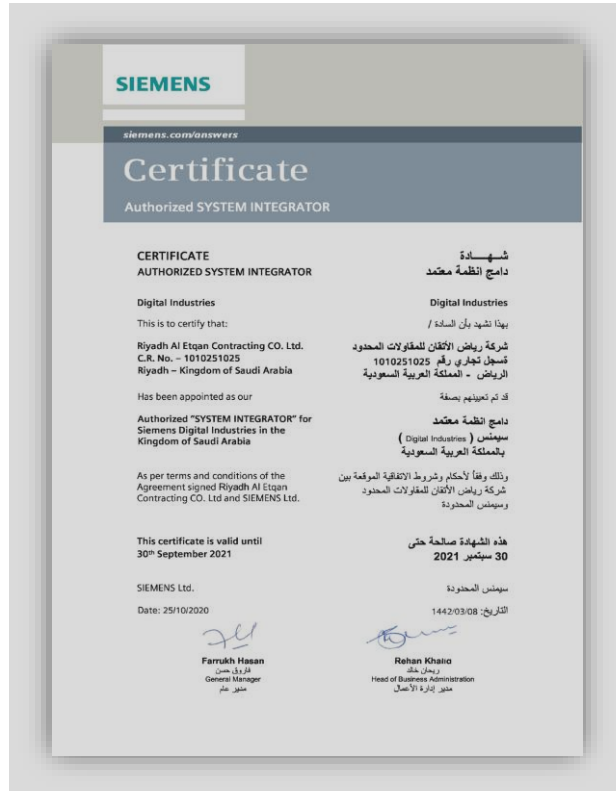 SIEMENS
siemens.com/answers
Certificate
Authorized SYSTEM INTEGRATOR
CERTIFICATE
AUTHORIZED SYSTEM INTEGRATOR
Digital Industries
This is to certify that:
Riyadh Al Etqan Contracting CO. Ltd.
C.R. No. – 1010251025
Riyadh – Kingdom of Saudi Arabia
Has been appointed as our
Authorized "SYSTEM INTEGRATOR" for
Siemens Digital Industries in the
Kingdom of Saudi Arabia
As per terms and conditions of the
Agreement signed Riyadh Al Etqan
Contracting CO. Ltd and SIEMENS Ltd.
This certificate is valid until
30th September 2021
SIEMENS Ltd.
Date: 25/10/2020
Farrukh Hasan
فاروق حسن
General Manager
مدير عام
شـهـــادة
دامج انظمة معتمد
Digital Industries
بهذا نشهد بأن السادة /
شركة رياض الأتقان للمقاولات المحدود
قسجل تجاري رقم 1010251025
الرياض - المملكة العربية السعودية
قد تم تعيينهم بصفة
دامج انظمة معتمد
سيمنس ( Digital Industries )
بالمملكة العربية السعودية
وذلك وفقاً لأحكام وشروط الاتفاقية الموقعة بين
شركة رياض الأتقان للمقاولات المحدود
وسيمنس المحدودة
هذه الشهادة صالحة حتى
30 سبتمبر 2021
سيمنس المحدودة
التاريخ: 1442/03/08
Rehan Khalid
ريحان خالد
Head of Business Administration
مدير إدارة الأعمال